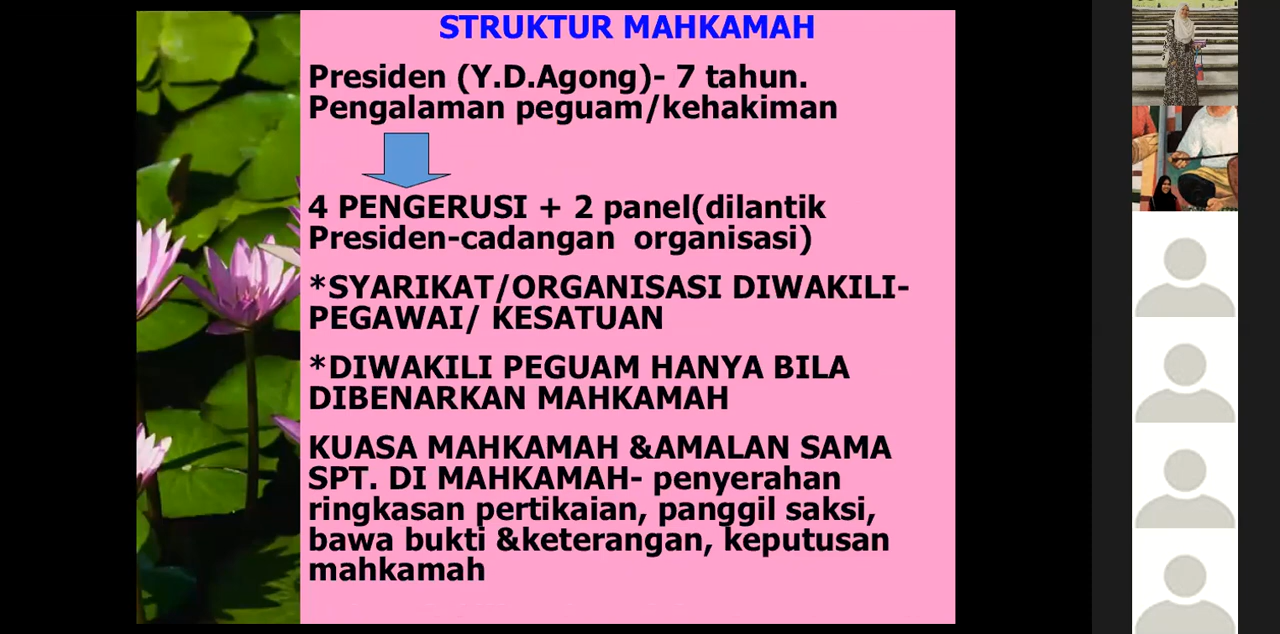 STRUKTUR MAHKAMAH
Presiden (Y.D.Agong)- 7 tahun.
Pengalaman peguam/kehakiman
4 PENGERUSI + 2 panel(dilantik
Presiden-cadangan  organisasi)
*SYARIKAT/ORGANISASI DIWAKILI-
PEGAWAI/ KESATUAN
*DIWAKILI PEGUAM HANYA BILA
DIBENARKAN MAHKAMAH
KUASA MAHKAMAH &AMALAN SAMA
SPT. DI MAHKAMAH- penyerahan
ringkasan pertikaian, panggil saksi,
bawa bukti &keterangan, keputusan
mahkamah